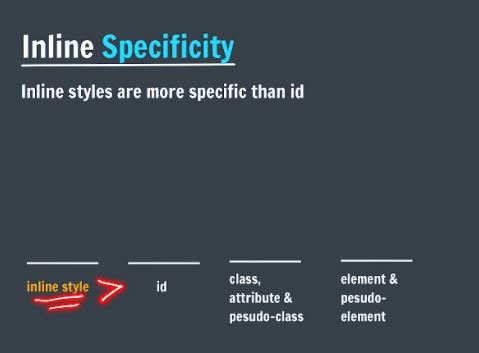 Inline Specificity
Inline styles are more specific than id
inline style > id
class,
attribute &
pesudo-class
element &
pesudo-
element